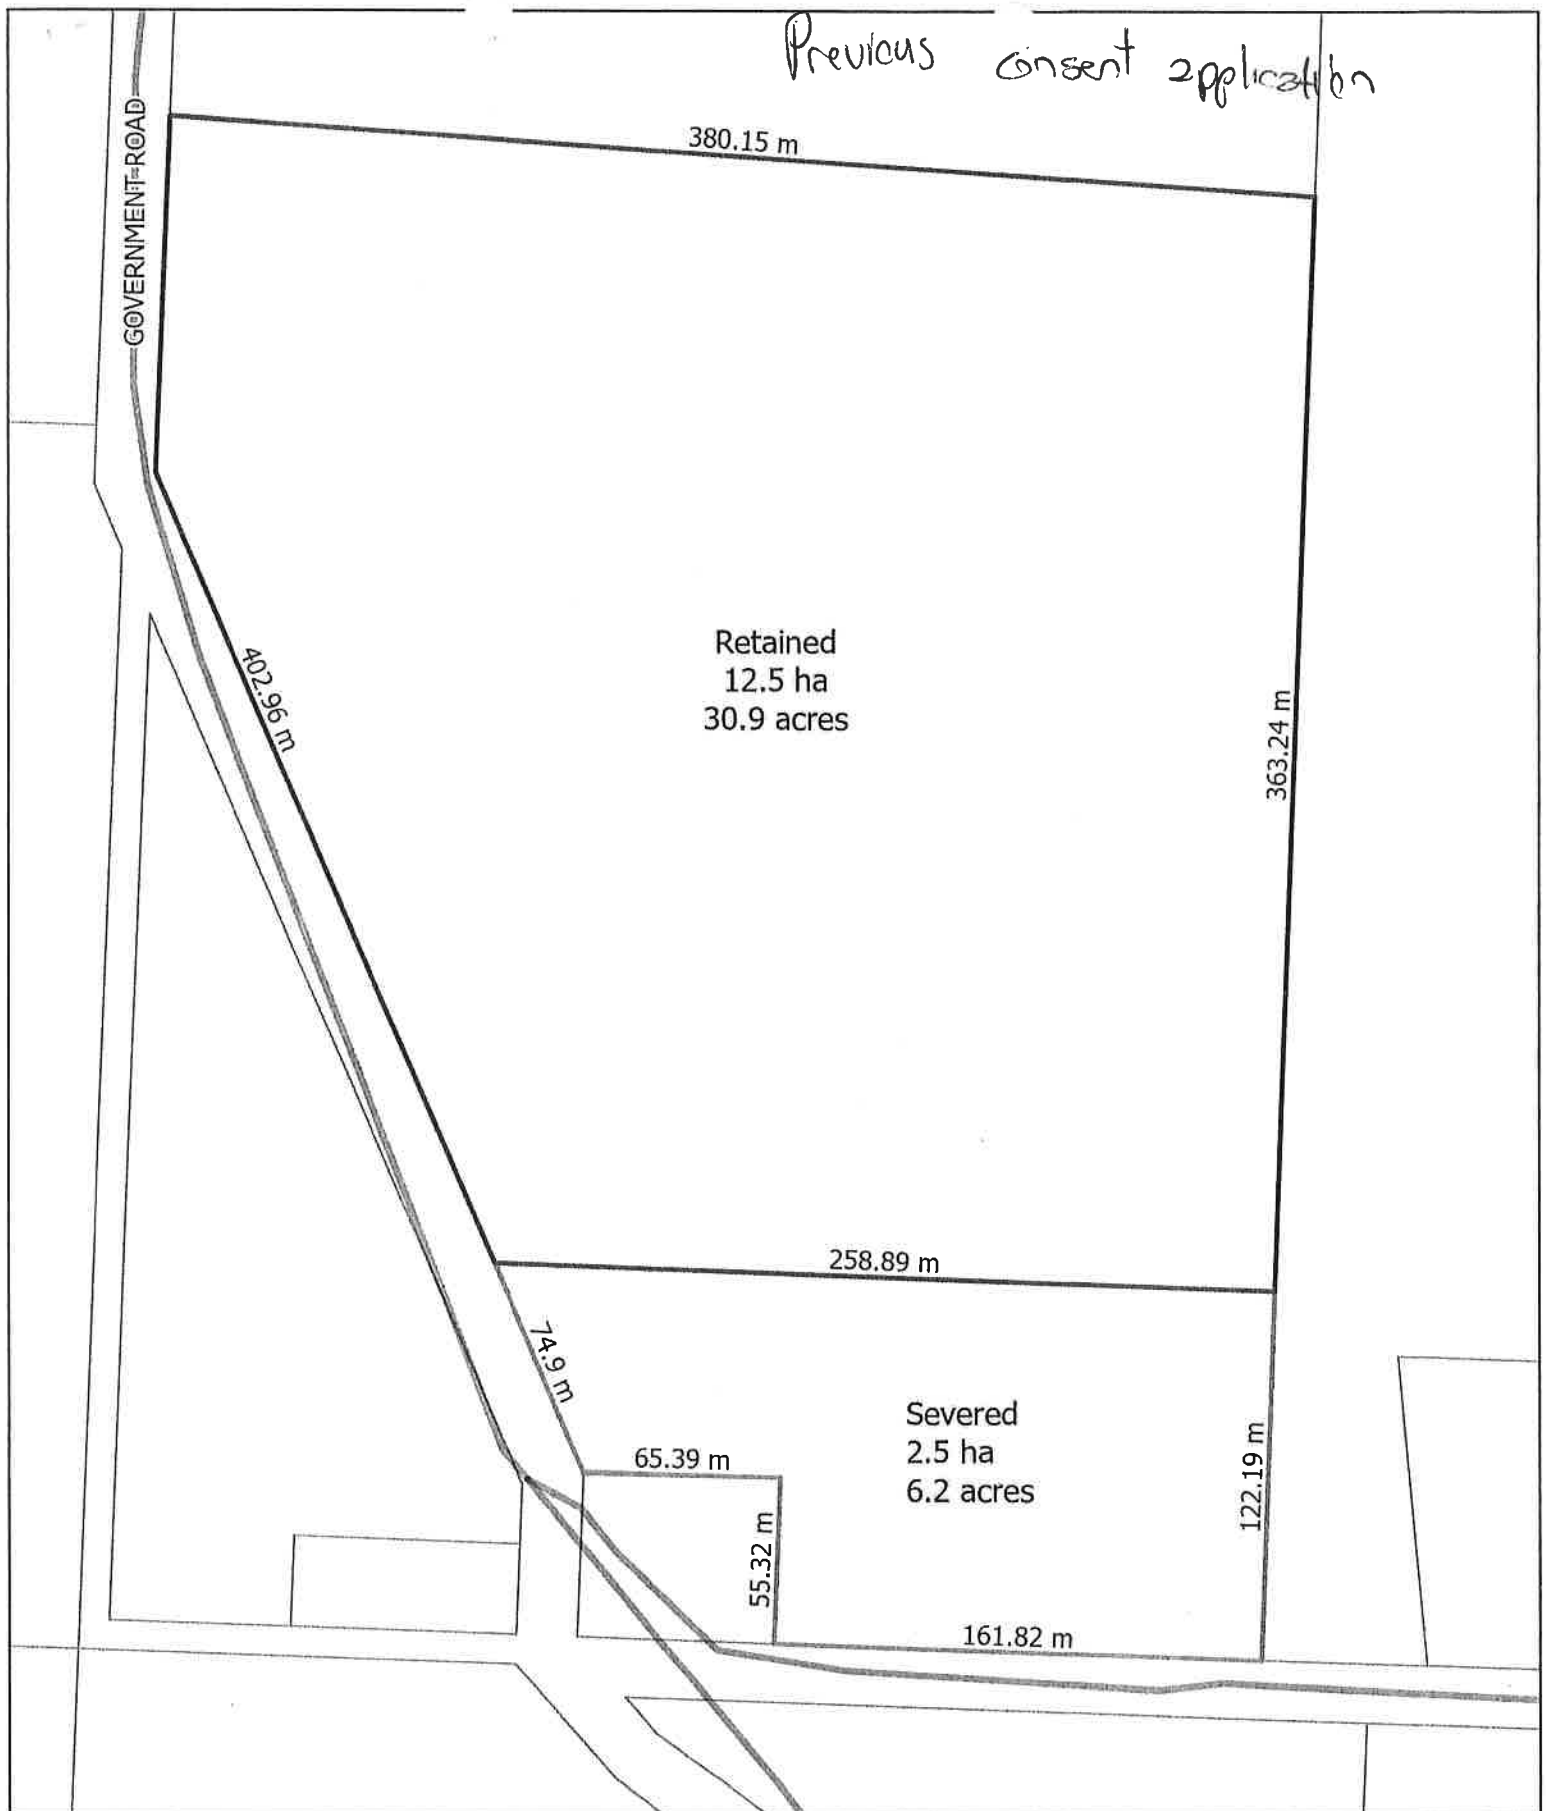 Previous consent application
380.15 m
GOVERNMENT ROAD
402.96 m
Retained
12.5 ha
30.9 acres
363.24 m
258.89 m
74.9 m
65.39 m
Severed
2.5 ha
6.2 acres
55.32 m
122.19 m
161.82 m